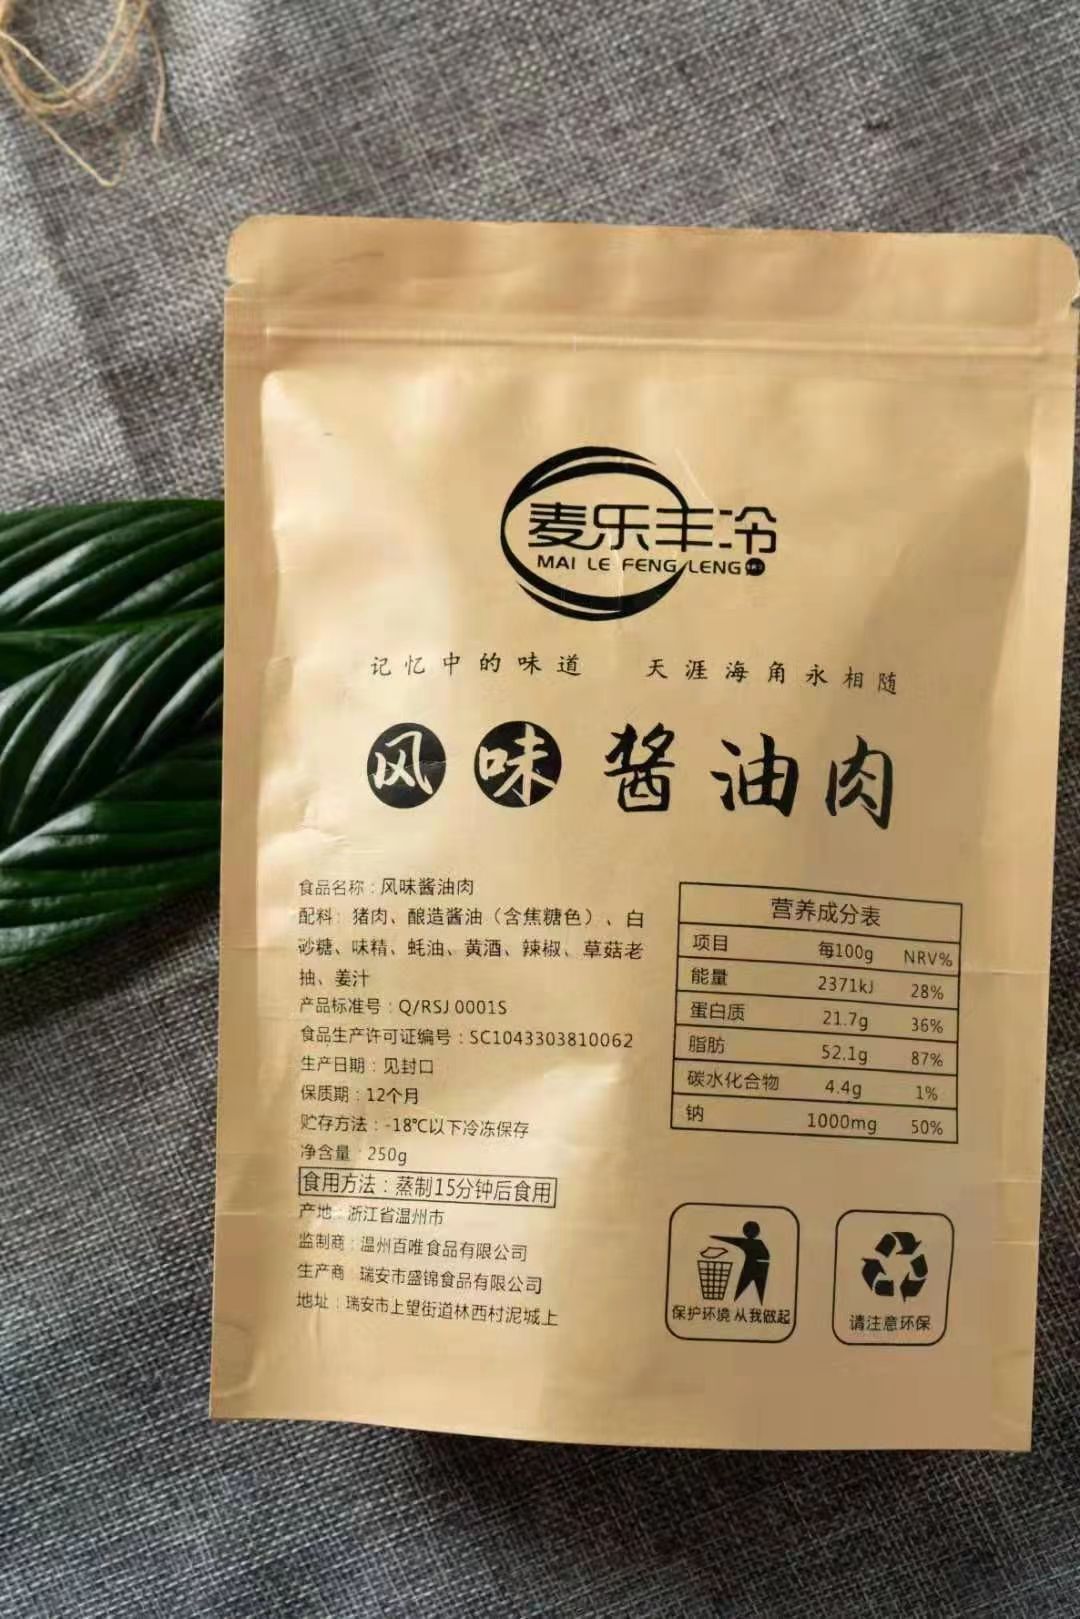 麦乐丰冷
MAI LE FENG LENG
记忆中的味道 天涯海角永相随
风味酱油肉
食品名称：风味酱油肉
配料：猪肉、酿造酱油（含焦糖色）、白
砂糖、味精、蚝油、黄酒、辣椒、草菇老
抽、姜汁
产品标准号：Q/RSJ 0001S
食品生产许可证编号：SC1043303810062
生产日期：见封口
保质期：12个月
贮存方法：-18℃以下冷冻保存
净含量：250g
食用方法：蒸制15分钟后食用
产地：浙江省温州市
监制商：温州百唯食品有限公司
生产商：瑞安市盛锦食品有限公司
地址：瑞安市上望街道林西村泥城上
营养成分表
项目 每100g NRV%
能量 2371kJ 28%
蛋白质 21.7g 36%
脂肪 52.1g 87%
碳水化合物 4.4g 1%
钠 1000mg 50%
保护环境 从我做起
请注意环保